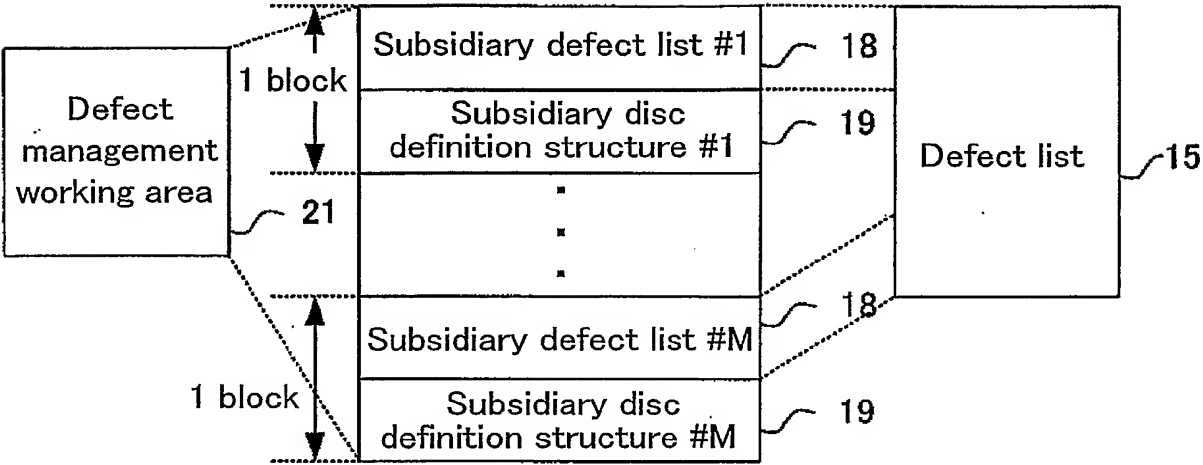 Defect
management
working area
21
1 block
Subsidiary defect list #1
18
Subsidiary disc
definition structure #1
19
Defect list
15
1 block
Subsidiary defect list #M
18
Subsidiary disc
definition structure #M
19